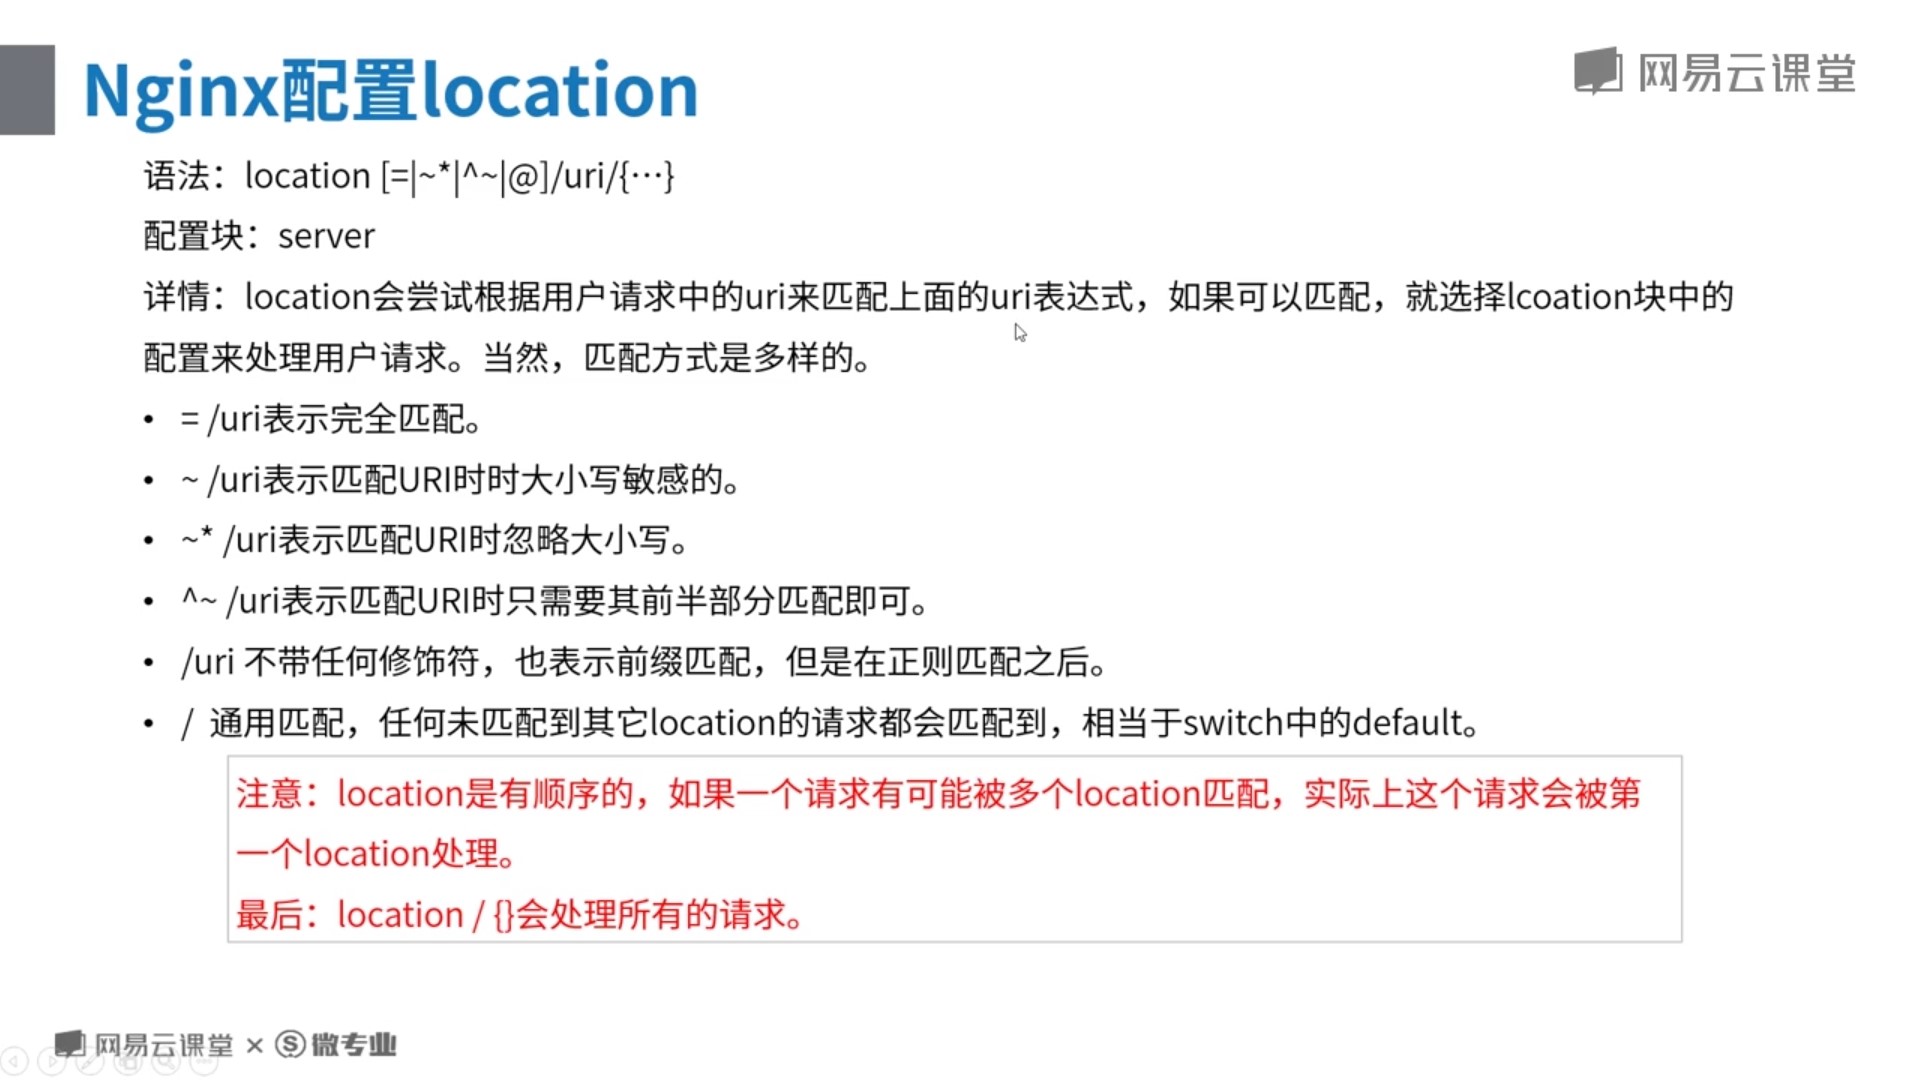 Nginx配置location
网易云课堂
语法：location [=|~*|^~|@]/uri/{…}
配置块：server
详情：location会尝试根据用户请求中的uri来匹配上面的uri表达式，如果可以匹配，就选择lcoation块中的
配置来处理用户请求。当然，匹配方式是多样的。
• = /uri表示完全匹配。
• ~ /uri表示匹配URI时时大小写敏感的。
• ~* /uri表示匹配URI时忽略大小写。
• ^~ /uri表示匹配URI时只需要其前半部分匹配即可。
• /uri 不带任何修饰符，也表示前缀匹配，但是在正则匹配之后。
• / 通用匹配，任何未匹配到其它location的请求都会匹配到，相当于switch中的default。
注意：location是有顺序的，如果一个请求有可能被多个location匹配，实际上这个请求会被第
一个location处理。
最后：location / {}会处理所有的请求。
网易云课堂 × 微专业